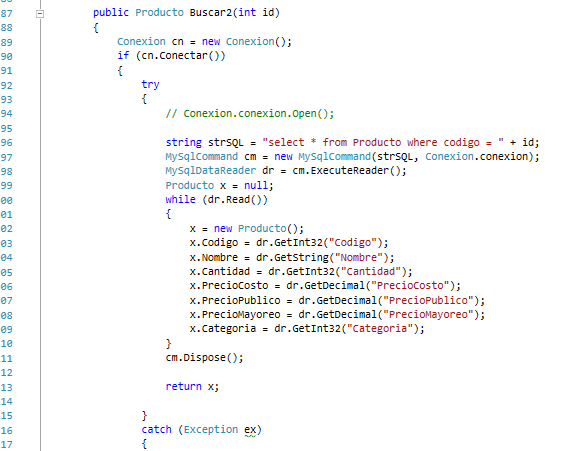 87 public Producto Buscar2(int id)
88 {
89 Conexion cn = new Conexion();
90 if (cn.Conectar())
91 {
92 try
93 {
94 // Conexion.conexion.Open();
95
96 string strSQL = "select * from Producto where codigo = " + id;
97 MySqlCommand cm = new MySqlCommand(strSQL, Conexion.conexion);
98 MySqlDataReader dr = cm.ExecuteReader();
99 Producto x = null;
00 while (dr.Read())
01 {
02 x = new Producto();
03 x.Codigo = dr.GetInt32("Codigo");
04 x.Nombre = dr.GetString("Nombre");
05 x.Cantidad = dr.GetInt32("Cantidad");
06 x.PrecioCosto = dr.GetDecimal("PrecioCosto");
07 x.PrecioPublico = dr.GetDecimal("PrecioPublico");
08 x.PrecioMayoreo = dr.GetDecimal("PrecioMayoreo");
09 x.Categoria = dr.GetInt32("Categoria");
10 }
11 cm.Dispose();
12
13 return x;
14
15 }
16 catch (Exception ex)
17 {